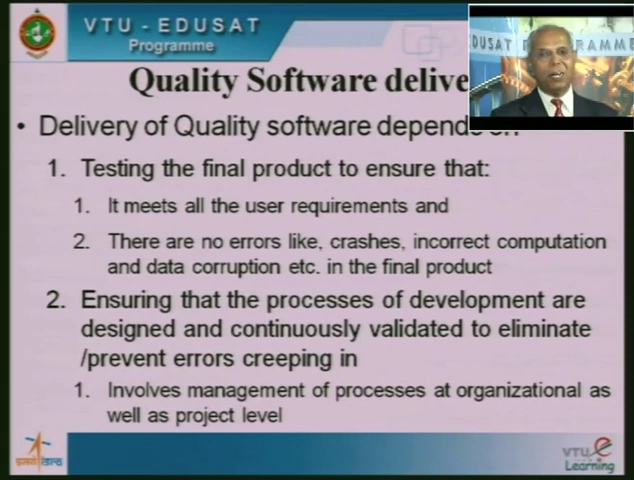 VTU - EDUSAT
Programme
EDUSAT PROGRAMME
Quality Software delive
• Delivery of Quality software depends on
1. Testing the final product to ensure that:
1. It meets all the user requirements and
2. There are no errors like, crashes, incorrect computation
and data corruption etc. in the final product
2. Ensuring that the processes of development are
designed and continuously validated to eliminate
/prevent errors creeping in
1. Involves management of processes at organizational as
well as project level
VTU e
Learning